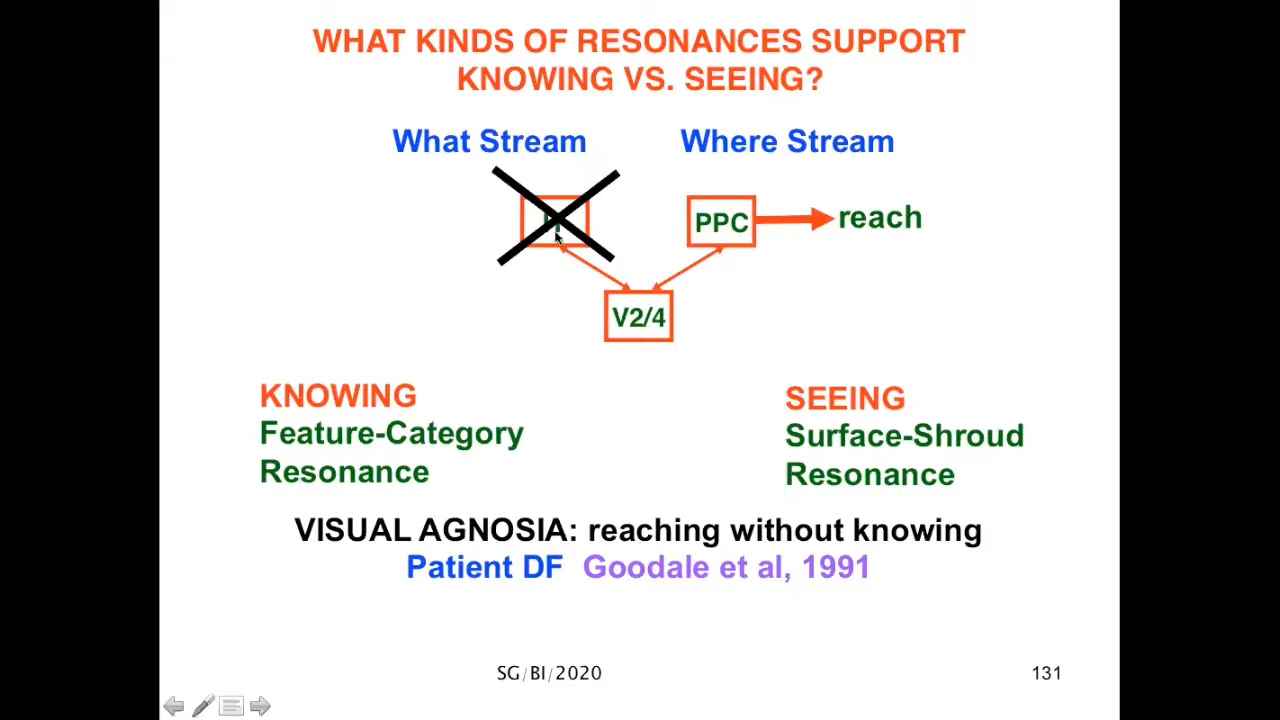 WHAT KINDS OF RESONANCES SUPPORT
KNOWING VS. SEEING?
What Stream
Where Stream
PPC
reach
V2/4
KNOWING
Feature-Category
Resonance
SEEING
Surface-Shroud
Resonance
VISUAL AGNOSIA: reaching without knowing
Patient DF Goodale et al, 1991
SG/BI/2020
131